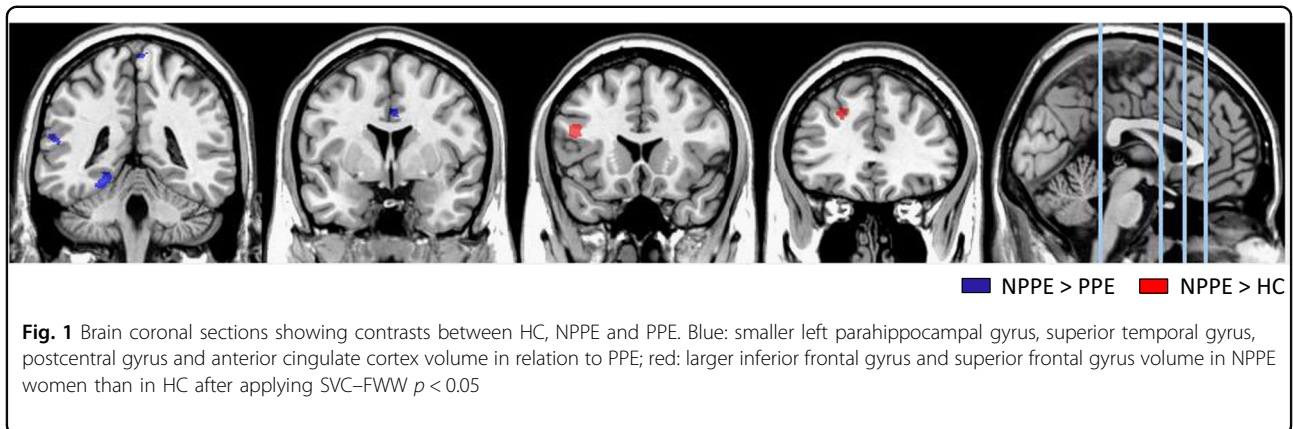 NPPE > PPE NPPE > HC
Fig. 1 Brain coronal sections showing contrasts between HC, NPPE and PPE. Blue: smaller left parahippocampal gyrus, superior temporal gyrus,
postcentral gyrus and anterior cingulate cortex volume in relation to PPE; red: larger inferior frontal gyrus and superior frontal gyrus volume in NPPE
women than in HC after applying SVC–FWW p < 0.05